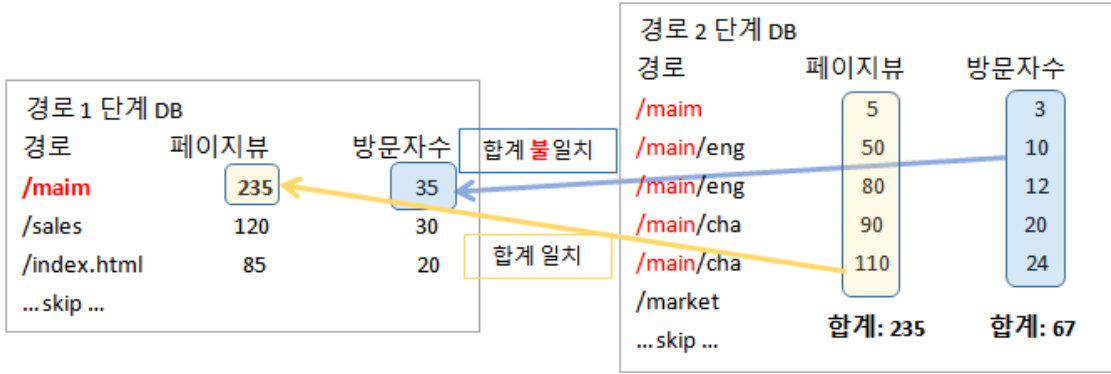 경로 1 단계 DB
경로 페이지뷰 방문자수
/maim 235 35
/sales 120 30
/index.html 85 20
... skip ...
합계 불일치
합계 일치
경로 2 단계 DB
경로 페이지뷰 방문자수
/maim 5 3
/main/eng 50 10
/main/eng 80 12
/main/cha 90 20
/main/cha 110 24
/market
... skip ...
합계: 235 합계: 67